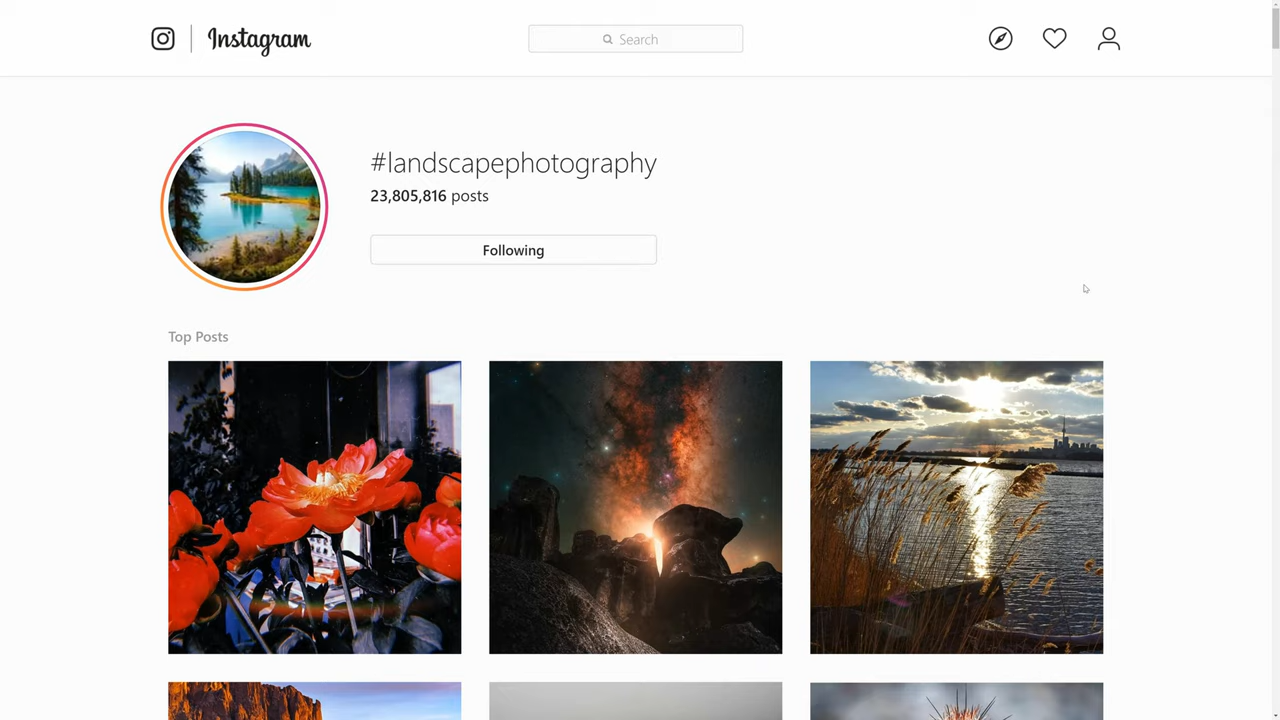 Instagram
Search
#landscapephotography
23,805,816 posts
Following
Top Posts